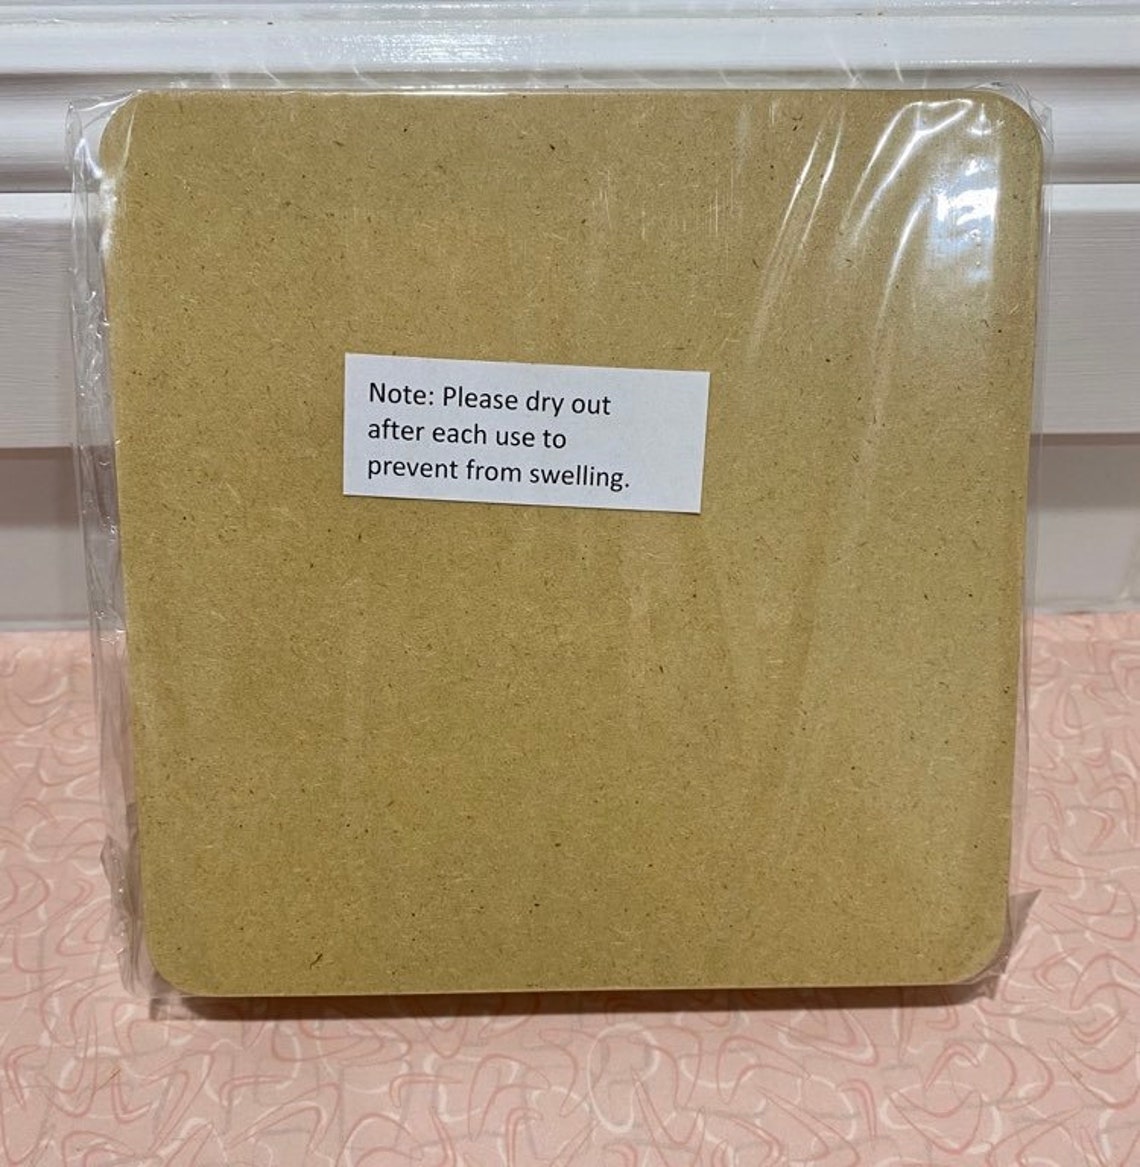 Note: Please dry out
after each use to
prevent from swelling.